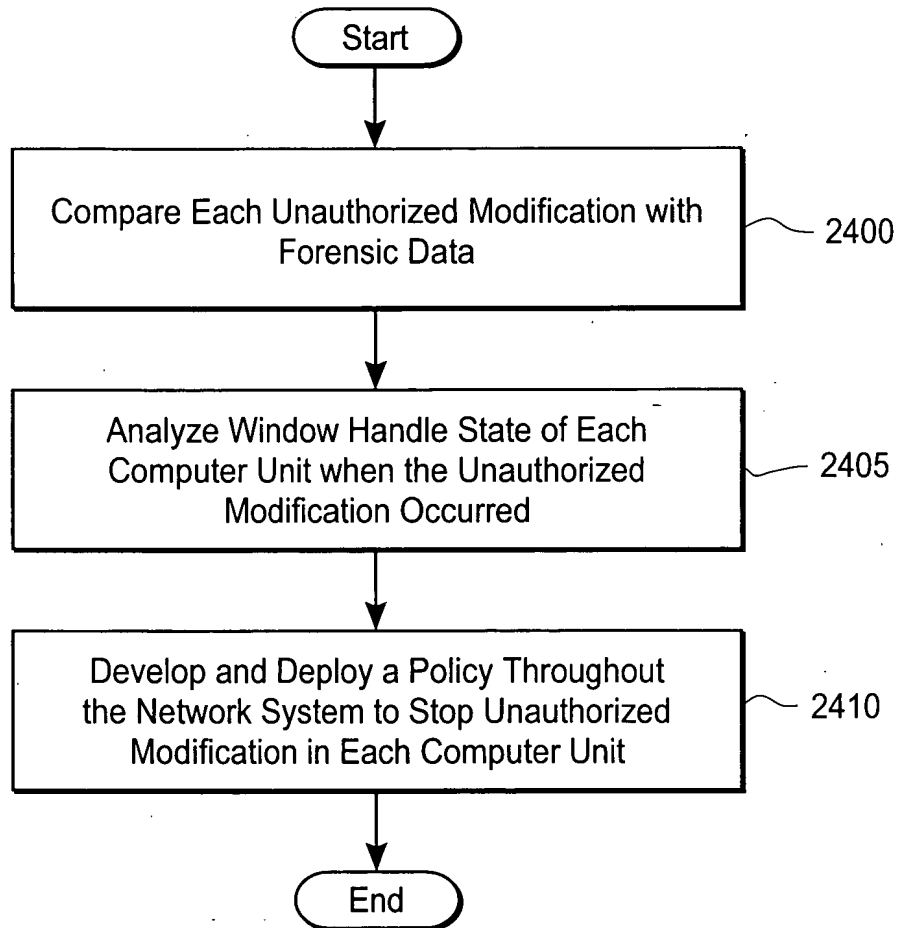 Start
Compare Each Unauthorized Modification with
Forensic Data
2400
Analyze Window Handle State of Each
Computer Unit when the Unauthorized
Modification Occurred
2405
Develop and Deploy a Policy Throughout
the Network System to Stop Unauthorized
Modification in Each Computer Unit
2410
End